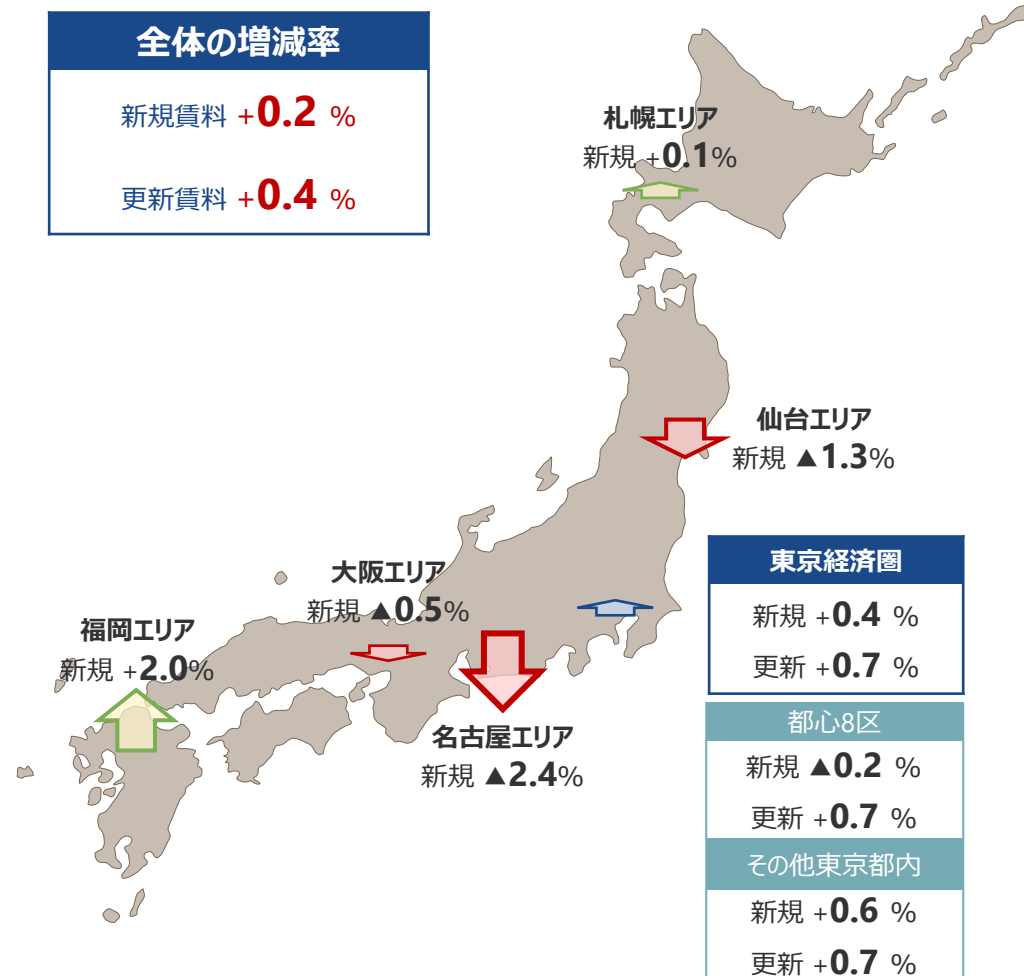 全体の増減率
新規賃料 +0.2 %
更新賃料 +0.4 %
札幌エリア
新規 +0.1%
仙台エリア
新規 ▲1.3%
大阪エリア
新規 ▲0.5%
福岡エリア
新規 +2.0%
名古屋エリア
新規 ▲2.4%
東京経済圏
新規 +0.4 %
更新 +0.7 %
都心8区
新規 ▲0.2 %
更新 +0.7 %
その他東京都内
新規 +0.6 %
更新 +0.7 %